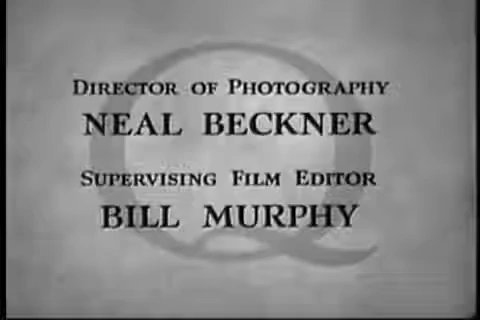 DIRECTOR OF PHOTOGRAPHY
NEAL BECKNER
SUPERVISING FILM EDITOR
BILL MURPHY
Q